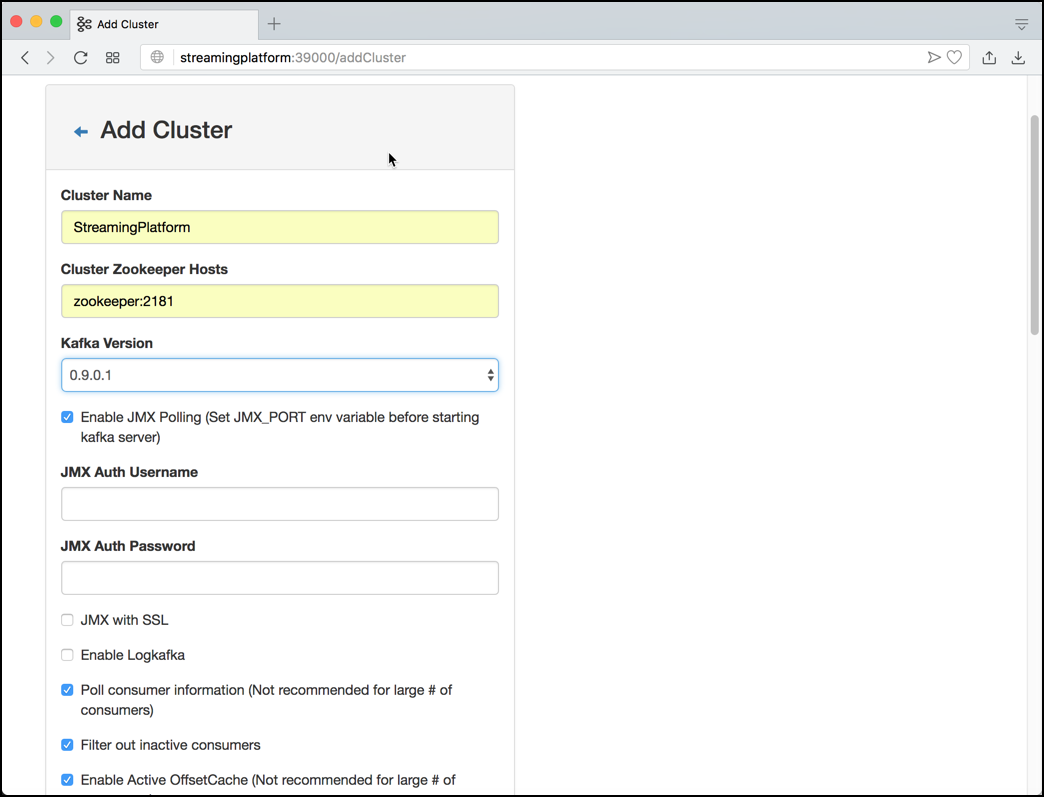 Add Cluster
streamingplatform:39000/addCluster
Add Cluster
Cluster Name
StreamingPlatform
Cluster Zookeeper Hosts
zookeeper:2181
Kafka Version
0.9.0.1
Enable JMX Polling (Set JMX_PORT env variable before starting
kafka server)
JMX Auth Username
JMX Auth Password
JMX with SSL
Enable Logkafka
Poll consumer information (Not recommended for large # of
consumers)
Filter out inactive consumers
Enable Active OffsetCache (Not recommended for large # of